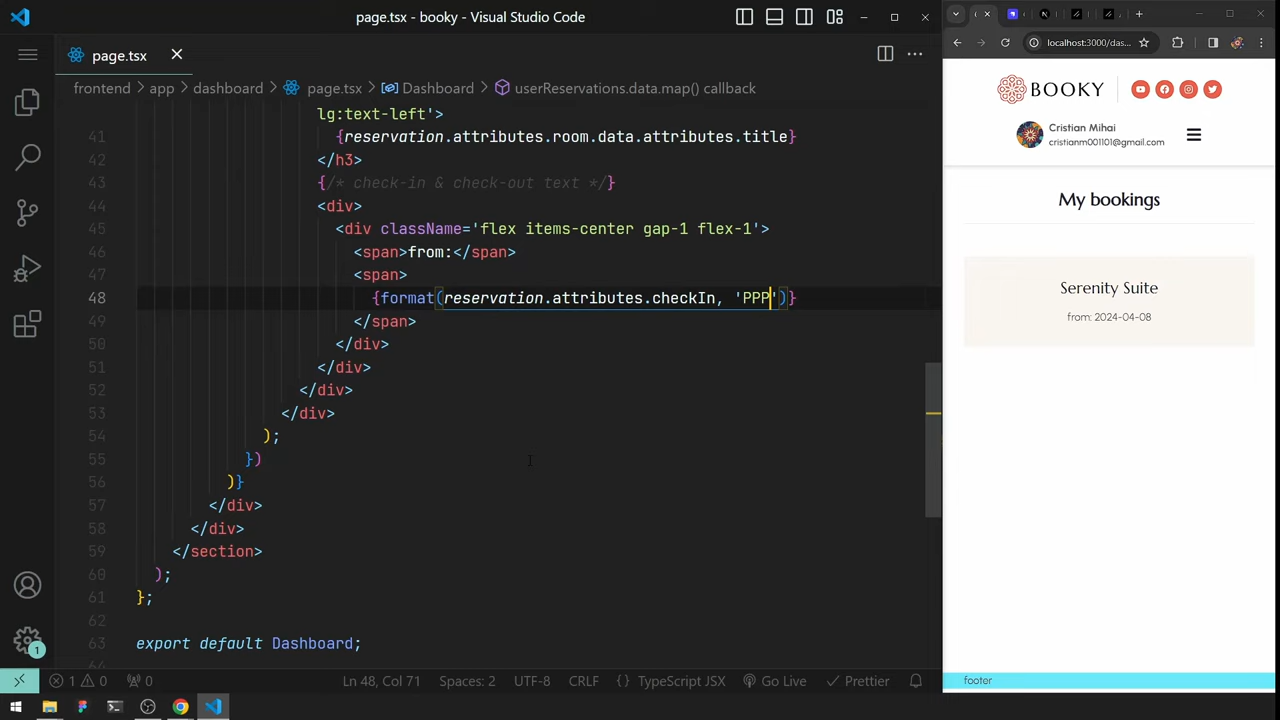 page.tsx - booky - Visual Studio Code
page.tsx
frontend app dashboard page.tsx Dashboard userReservations.data.map() callback
lg:text-left'>
41 {reservation.attributes.room.data.attributes.title}
42 </h3>
43 {/* check-in & check-out text */}
44 <div>
45 <div className='flex items-center gap-1 flex-1'>
46 <span>from:</span>
47 <span>
48 {format(reservation.attributes.checkIn, 'PPP')}
49 </span>
50 </div>
51 </div>
52 </div>
53 </div>
54 );
55 })
56 )}
57 </div>
58 </div>
59 </section>
60 );
61 };
62
63 export default Dashboard;
1
1 0 0 Ln 48, Col 71 Spaces: 2 UTF-8 CRLF {} TypeScript JSX Go Live Prettier
localhost:3000/das...
BOOKY
Cristian Mihai
cristianm001101@gmail.com
My bookings
Serenity Suite
from: 2024-04-08
footer